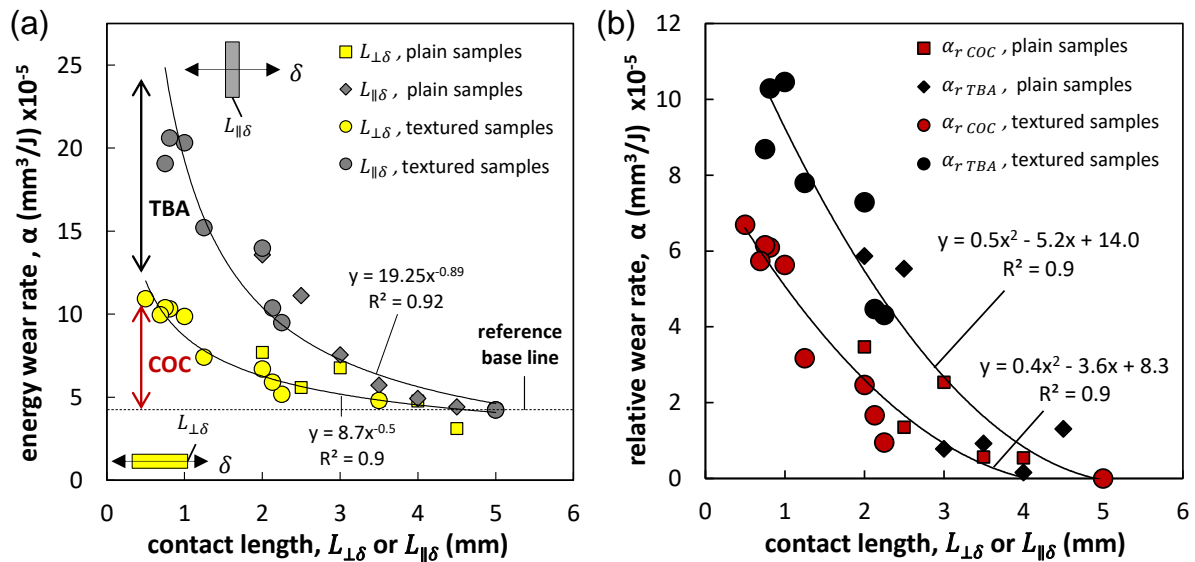 (a)
energy wear rate , α (mm³/J) x10⁻⁵
25
20
15
10
5
0
0 1 2 3 4 5 6
contact length, L⊥δ or L∥δ (mm)
δ
L∥δ
L⊥δ , plain samples
L∥δ , plain samples
L⊥δ , textured samples
L∥δ , textured samples
TBA
COC
y = 19.25x⁻⁰·⁸⁹
R² = 0.92
reference
base line
y = 8.7x⁻⁰·⁵
R² = 0.9
L⊥δ
δ
(b)
relative wear rate, α (mm³/J) x10⁻⁵
12
10
8
6
4
2
0
0 1 2 3 4 5 6
contact length, L⊥δ or L∥δ (mm)
αr COC , plain samples
αr TBA , plain samples
αr COC , textured samples
αr TBA , textured samples
y = 0.5x² - 5.2x + 14.0
R² = 0.9
y = 0.4x² - 3.6x + 8.3
R² = 0.9